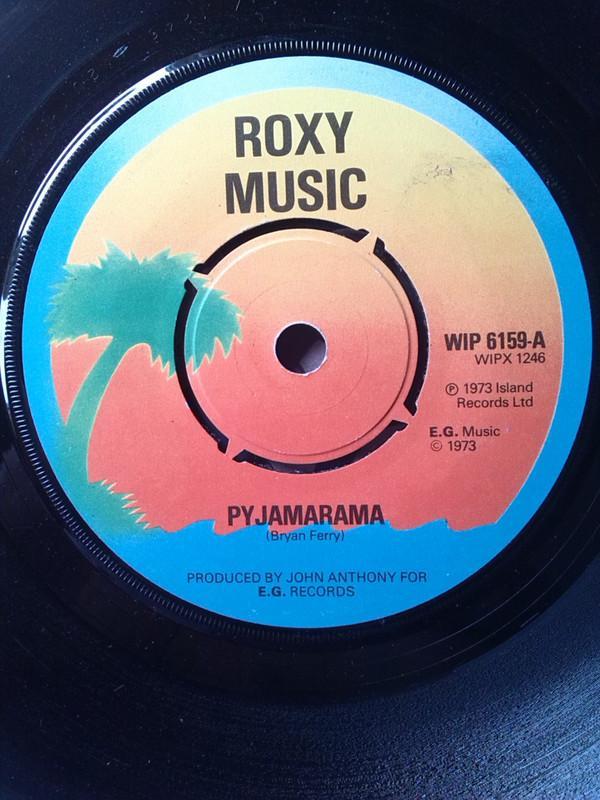 ROXY
MUSIC
WIP 6159-A
WIPX 1246
Ⓟ 1973 Island
Records Ltd
E.G. Music
© 1973
PYJAMARAMA
(Bryan Ferry)
PRODUCED BY JOHN ANTHONY FOR
E.G. RECORDS